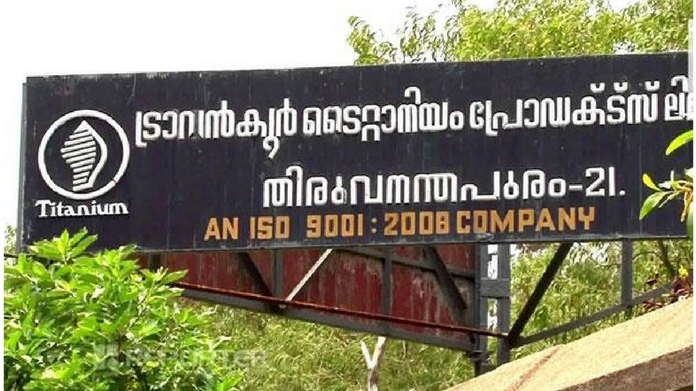 ട്രാവൻകൂർ ടൈറ്റാനിയം പ്രോഡക്ട്സ്
Titanium
തിരുവനന്തപുരം-21.
AN ISO 9001:2008 COMPANY